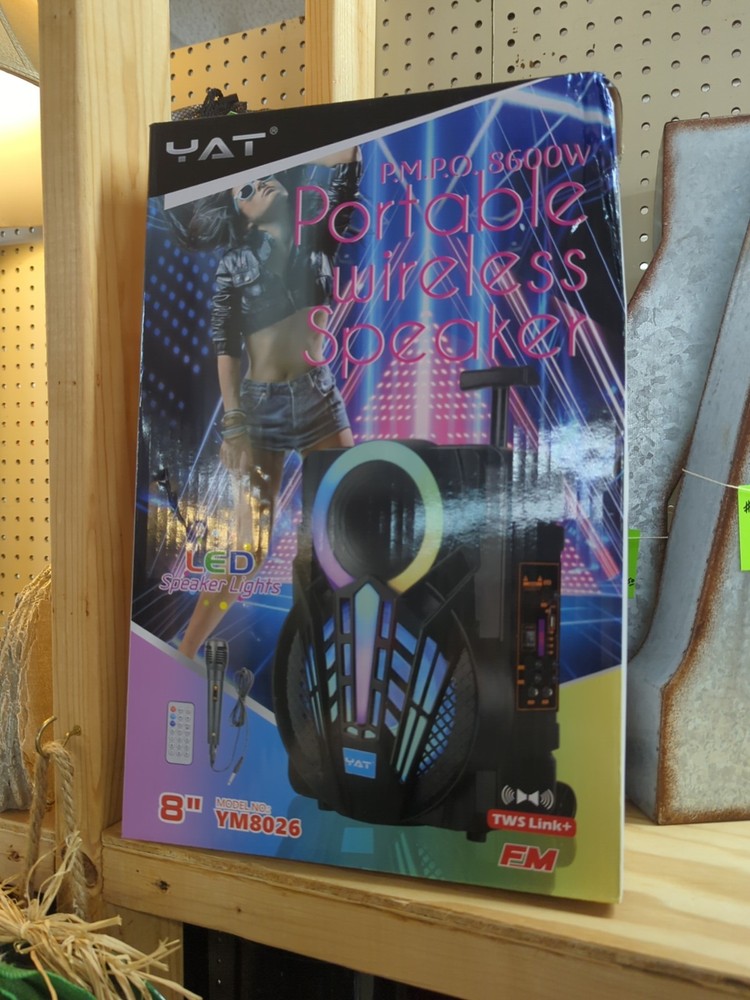 YAT®
P.M.P.O. 8600W
Portable
wireless
Speaker
LED
Speaker Lights
YAT
8"
MODEL NO.:
YM8026
TWS Link+
FM